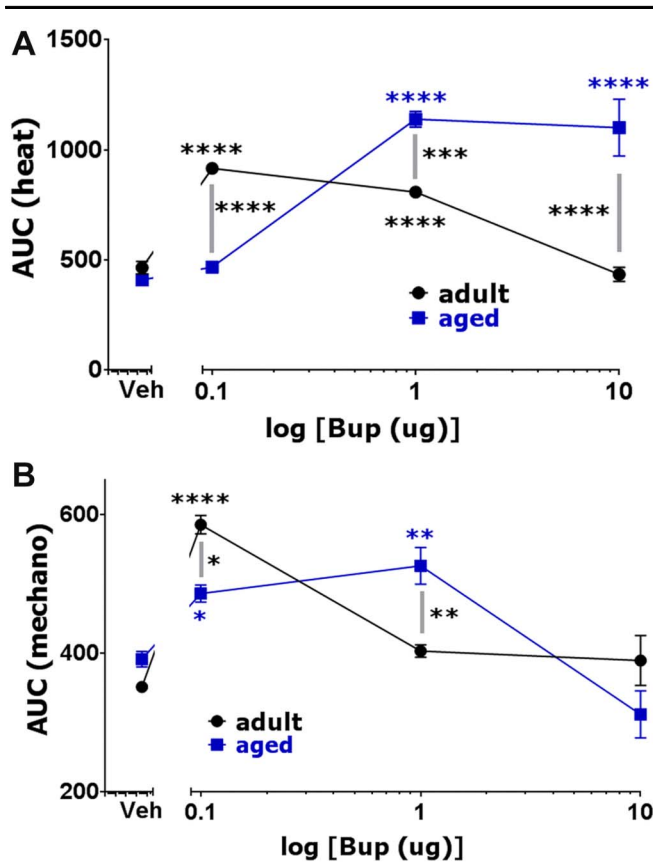 A
1500
****
****
****
1000
***
****
****
****
AUC (heat)
500
adult
aged
0
Veh
0.1
1
10
log [Bup (ug)]
B
****
600
**
*
*
**
AUC (mechano)
400
adult
aged
200
Veh
0.1
1
10
log [Bup (ug)]